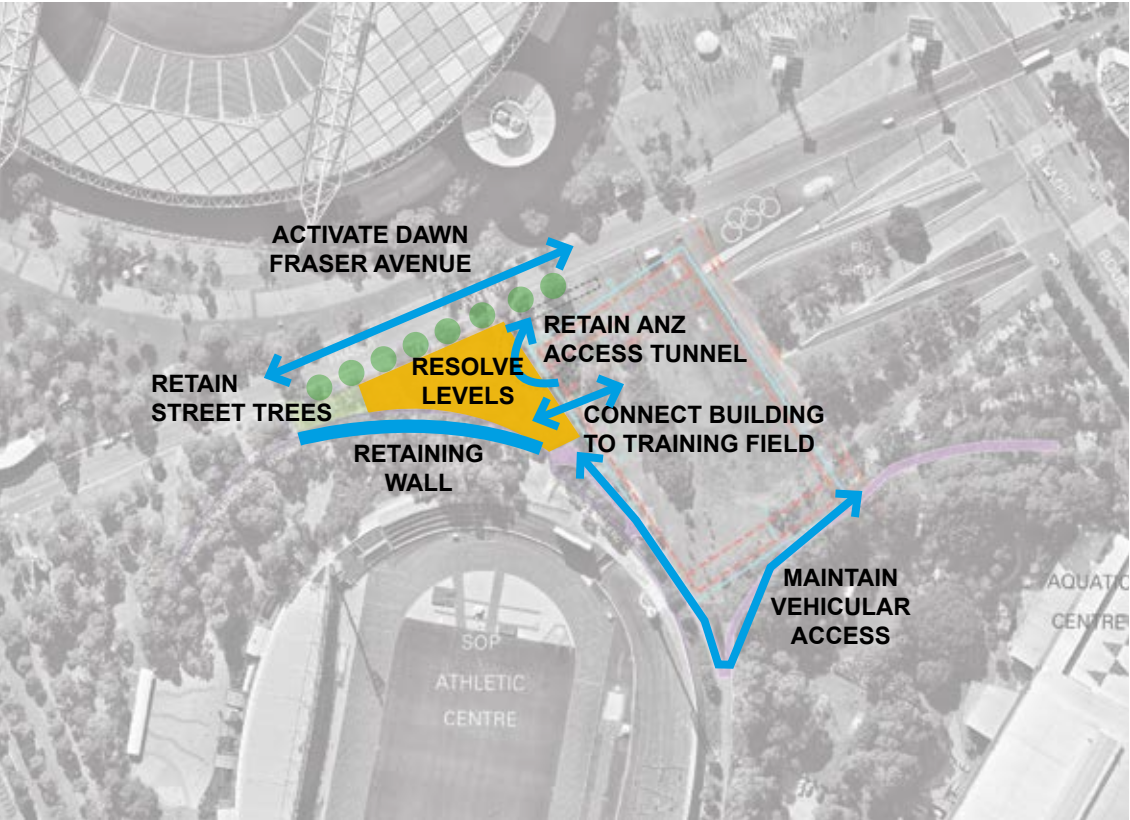 ACTIVATE DAWN
FRASER AVENUE
RETAIN ANZ
ACCESS TUNNEL
RESOLVE
LEVELS
RETAIN
STREET TREES
CONNECT BUILDING
TO TRAINING FIELD
RETAINING
WALL
MAINTAIN
VEHICULAR
ACCESS
AQUATIC
CENTRE
SOP
ATHLETIC
CENTRE